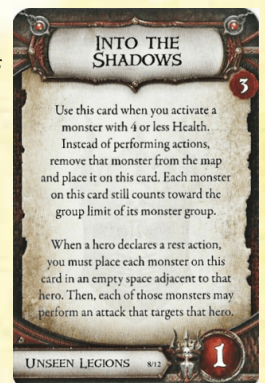 INTO THE
SHADOWS
3
Use this card when you activate a
monster with 4 or less Health.
Instead of performing actions,
remove that monster from the map
and place it on this card. Each monster
on this card still counts toward the
group limit of its monster group.
When a hero declares a rest action,
you must place each monster on this
card in an empty space adjacent to that
hero. Then, each of those monsters may
perform an attack that targets that hero.
UNSEEN LEGIONS 8/12 1